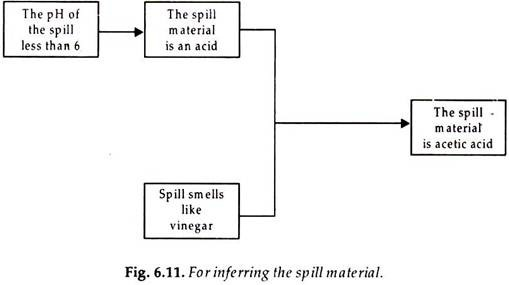 The pH of
the spill
less than 6
The spill
material
is an acid
The spill -
material
is acetic acid
Spill smells
like
vinegar
Fig. 6.11. For inferring the spill material.